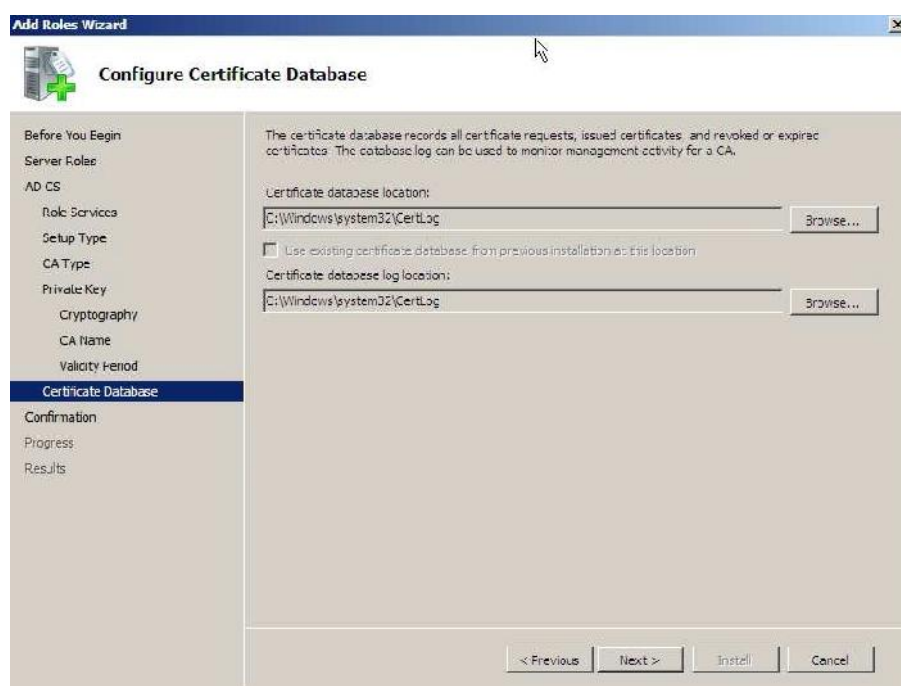 Add Roles Wizard
Configure Certificate Database
Before You Begin
Server Roles
AD CS
Role Services
Setup Type
CA Type
Private Key
Cryptography
CA Name
Validity Period
Certificate Database
Confirmation
Progress
Results
The certificate database records all certificate requests, issued certificates, and revoked or expired
certificates. The database log can be used to monitor management activity for a CA.
Certificate database location:
C:\Windows\system32\CertLog
Browse...
Use existing certificate database from previous installation at this location
Certificate database log location:
C:\Windows\system32\CertLog
Browse...
< Previous
Next >
Install
Cancel